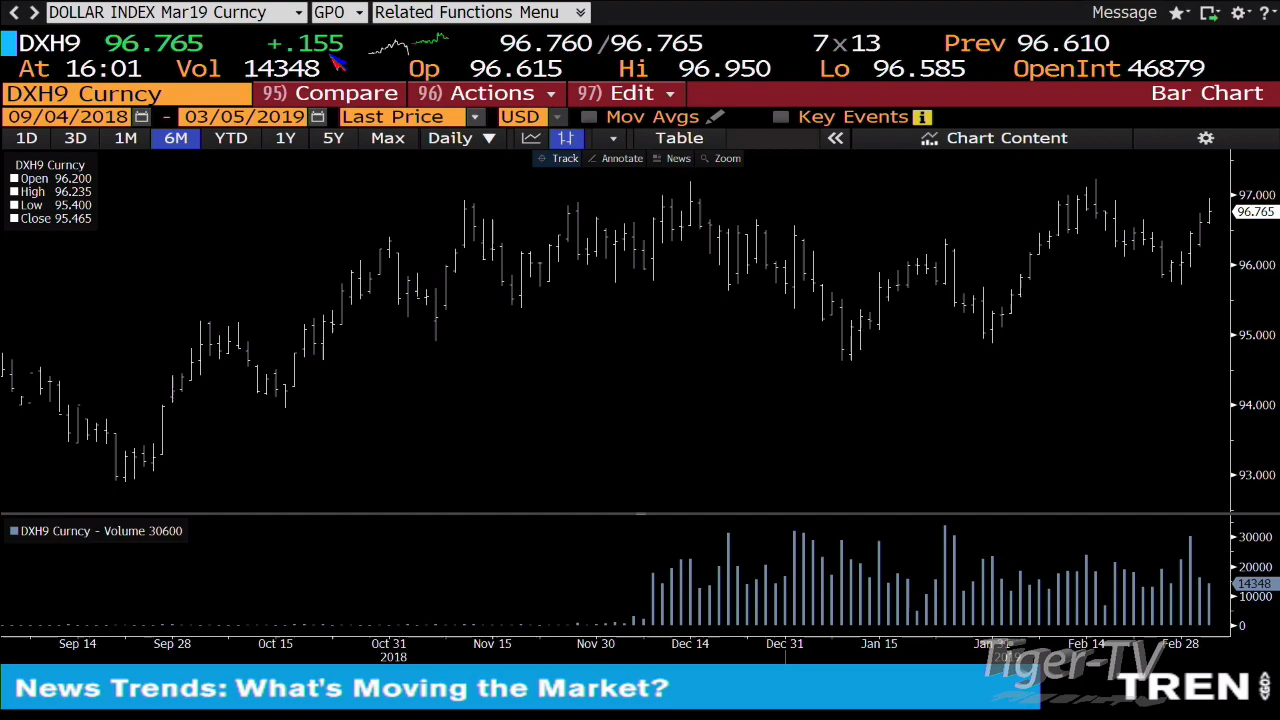 DOLLAR INDEX Mar19 Curncy GPO Related Functions Menu Message
DXH9 96.765 +.155 96.760/96.765 7x13 Prev 96.610
At 16:01 Vol 14348 Op 96.615 Hi 96.950 Lo 96.585 OpenInt 46879
DXH9 Curncy 95) Compare 96) Actions 97) Edit Bar Chart
09/04/2018 - 03/05/2019 Last Price USD Mov Avgs Key Events
1D 3D 1M 6M YTD 1Y 5Y Max Daily Table Chart Content
Track Annotate News Zoom
DXH9 Curncy
Open 96.200
High 96.235
Low 95.400
Close 95.465
97.000
96.765
96.000
95.000
94.000
93.000
DXH9 Curncy - Volume 30600
30000
20000
14348
10000
0
Sep 14 Sep 28 Oct 15 Oct 31 Nov 15 Nov 30 Dec 14 Dec 31 Jan 15 Jan 31 Feb 14 Feb 28
2018 2019
Tiger-TV
News Trends: What's Moving the Market? TREN